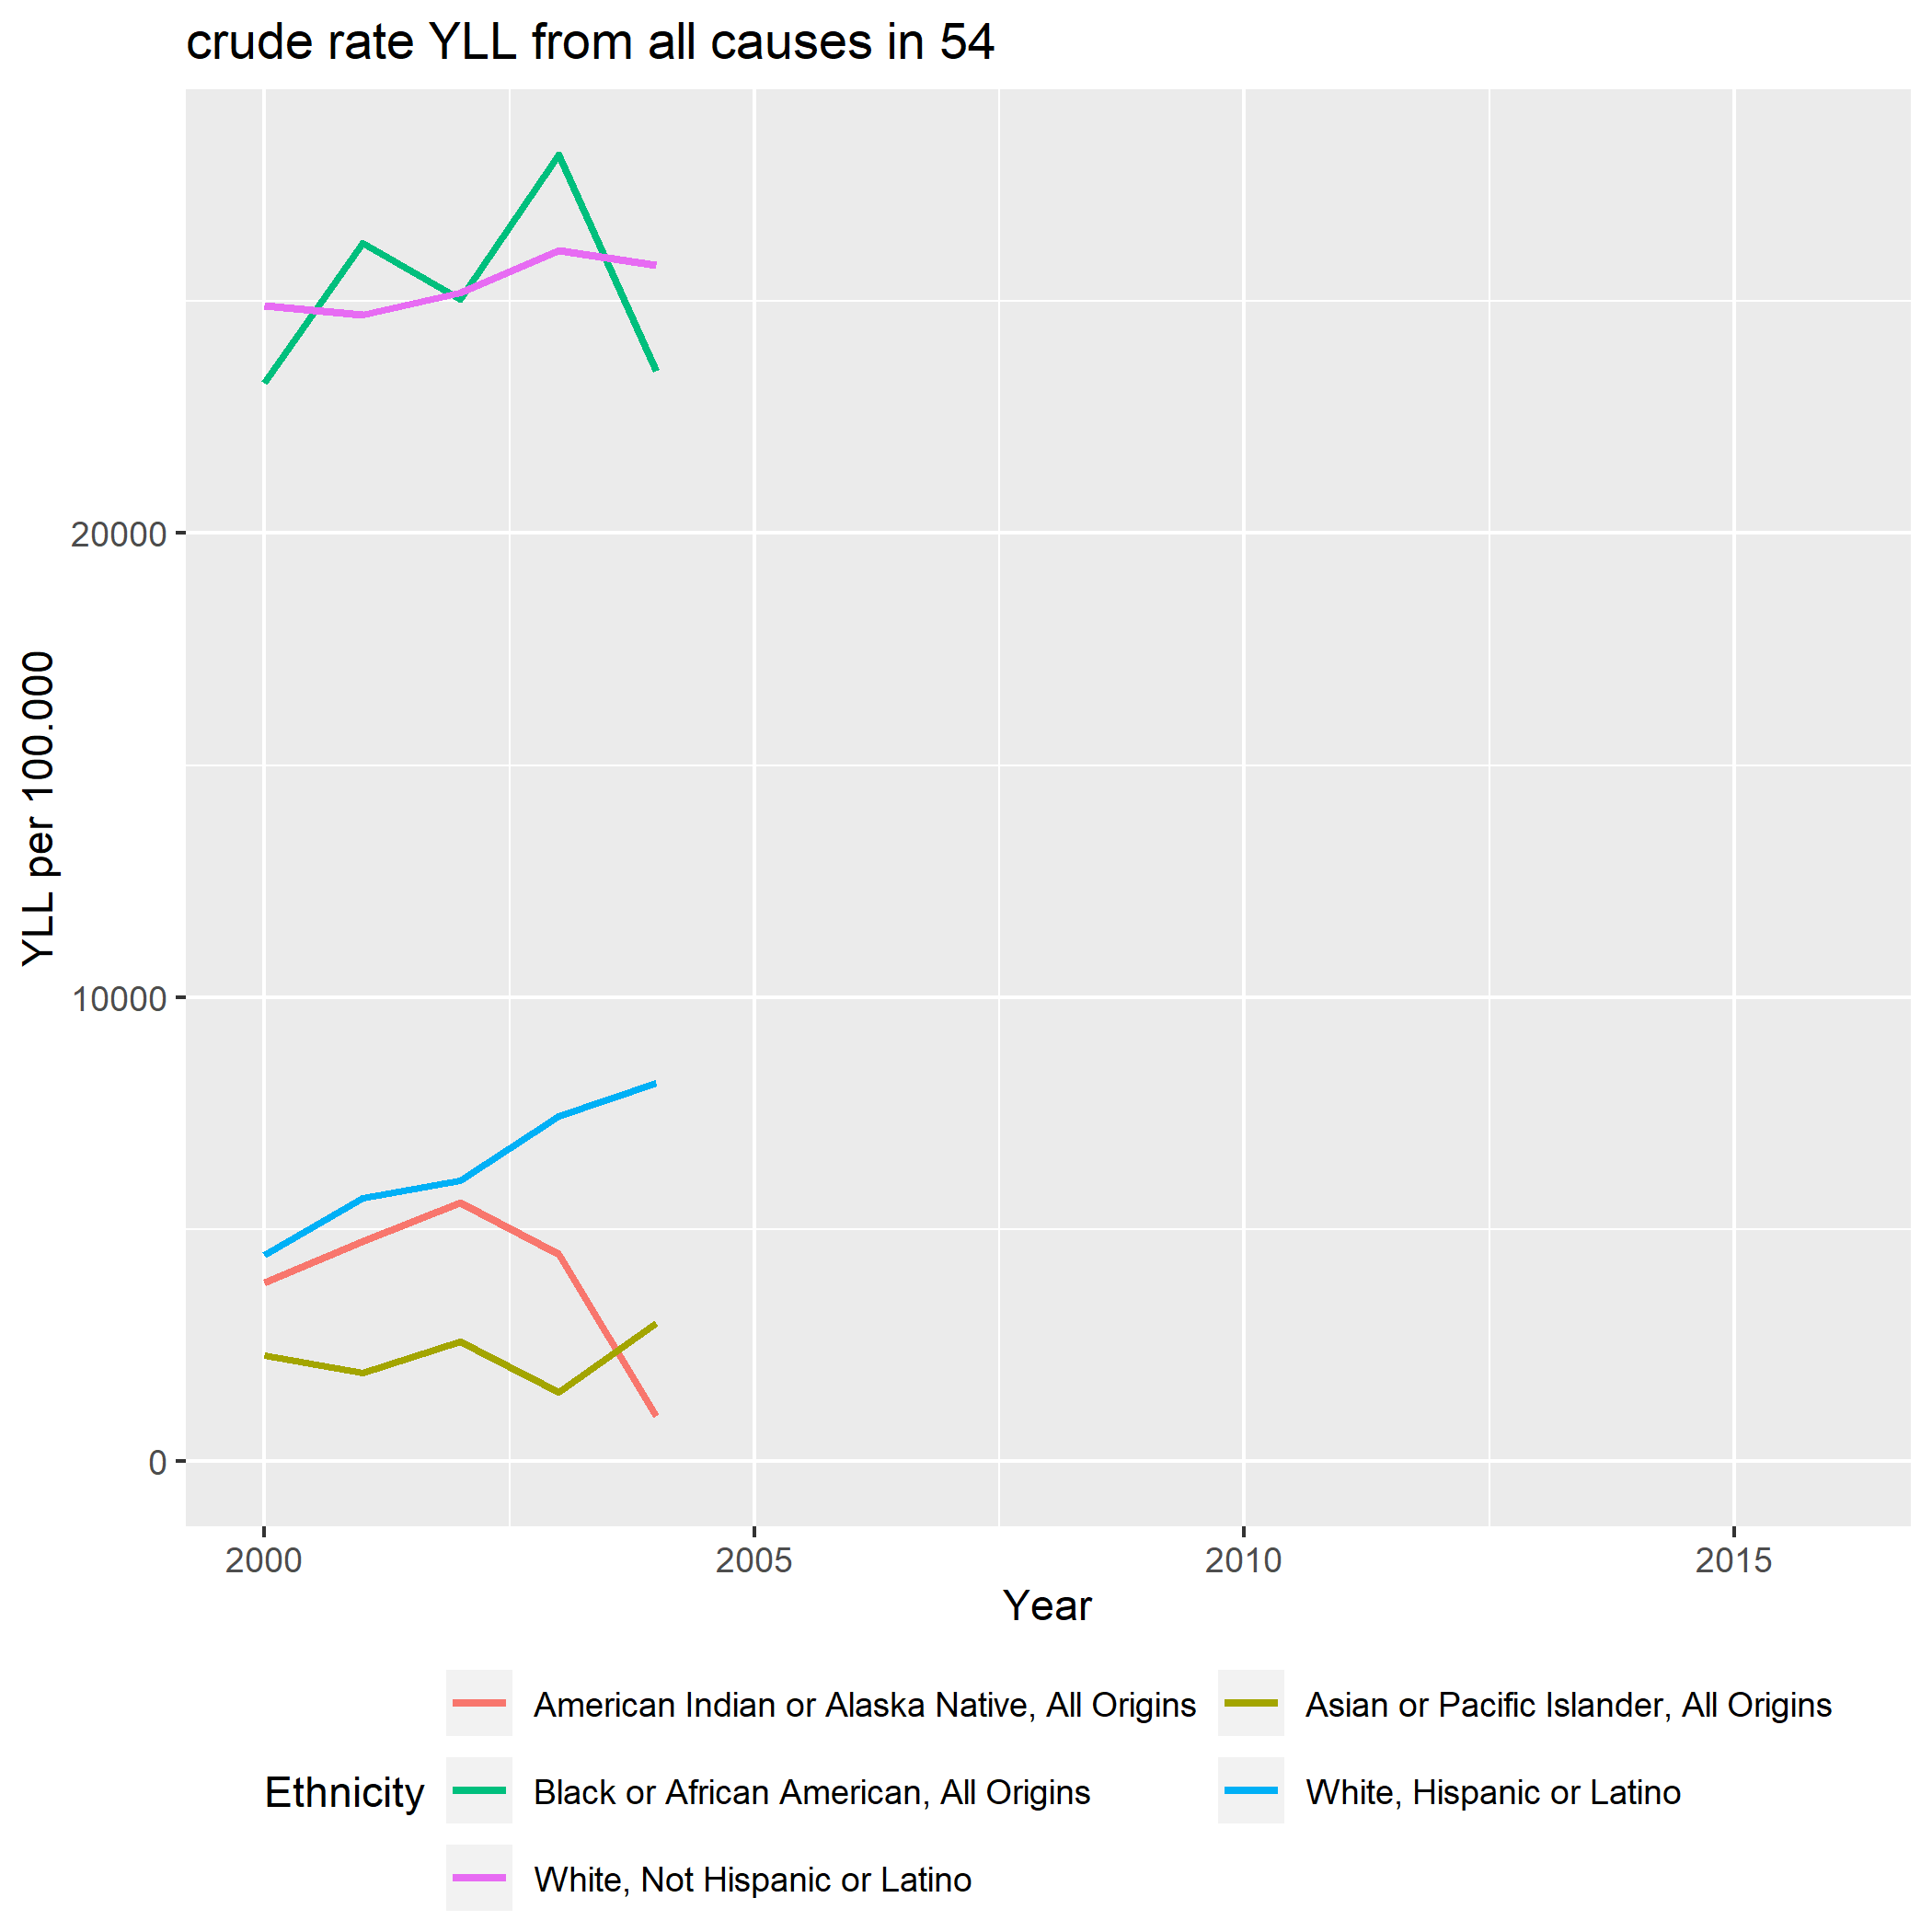 crude rate YLL from all causes in 54
YLL per 100.000
20000
10000
0
2000 2005 2010 2015
Year
Ethnicity
American Indian or Alaska Native, All Origins
Asian or Pacific Islander, All Origins
Black or African American, All Origins
White, Hispanic or Latino
White, Not Hispanic or Latino